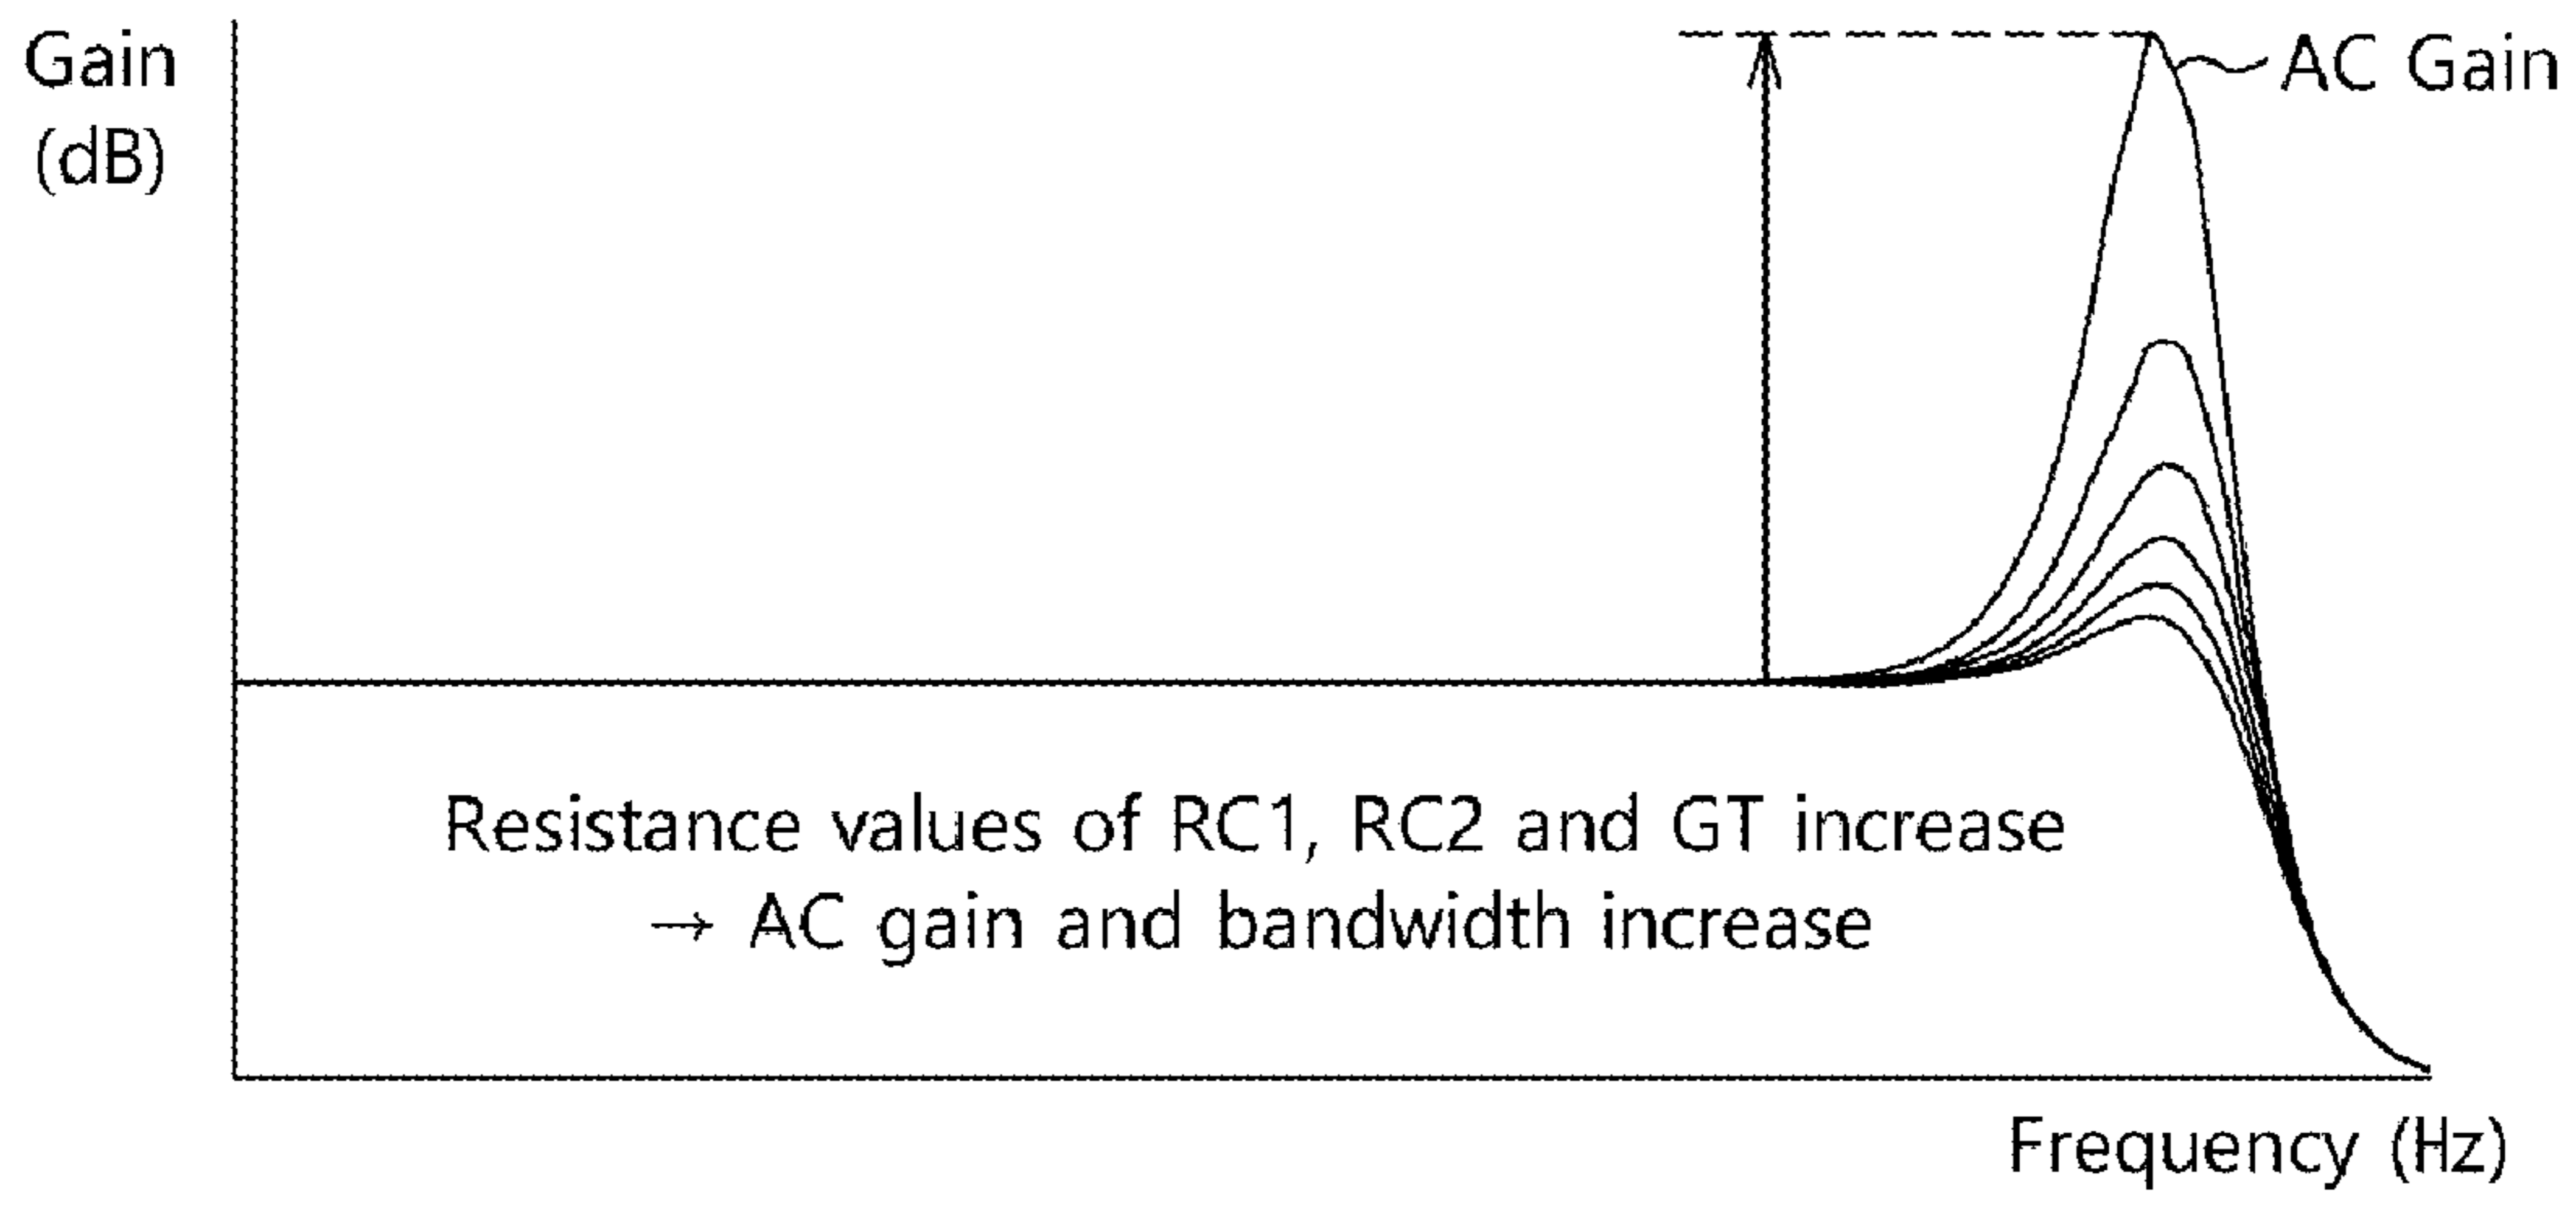 Gain
(dB)
AC Gain
Resistance values of RC1, RC2 and GT increase
→ AC gain and bandwidth increase
Frequency (Hz)